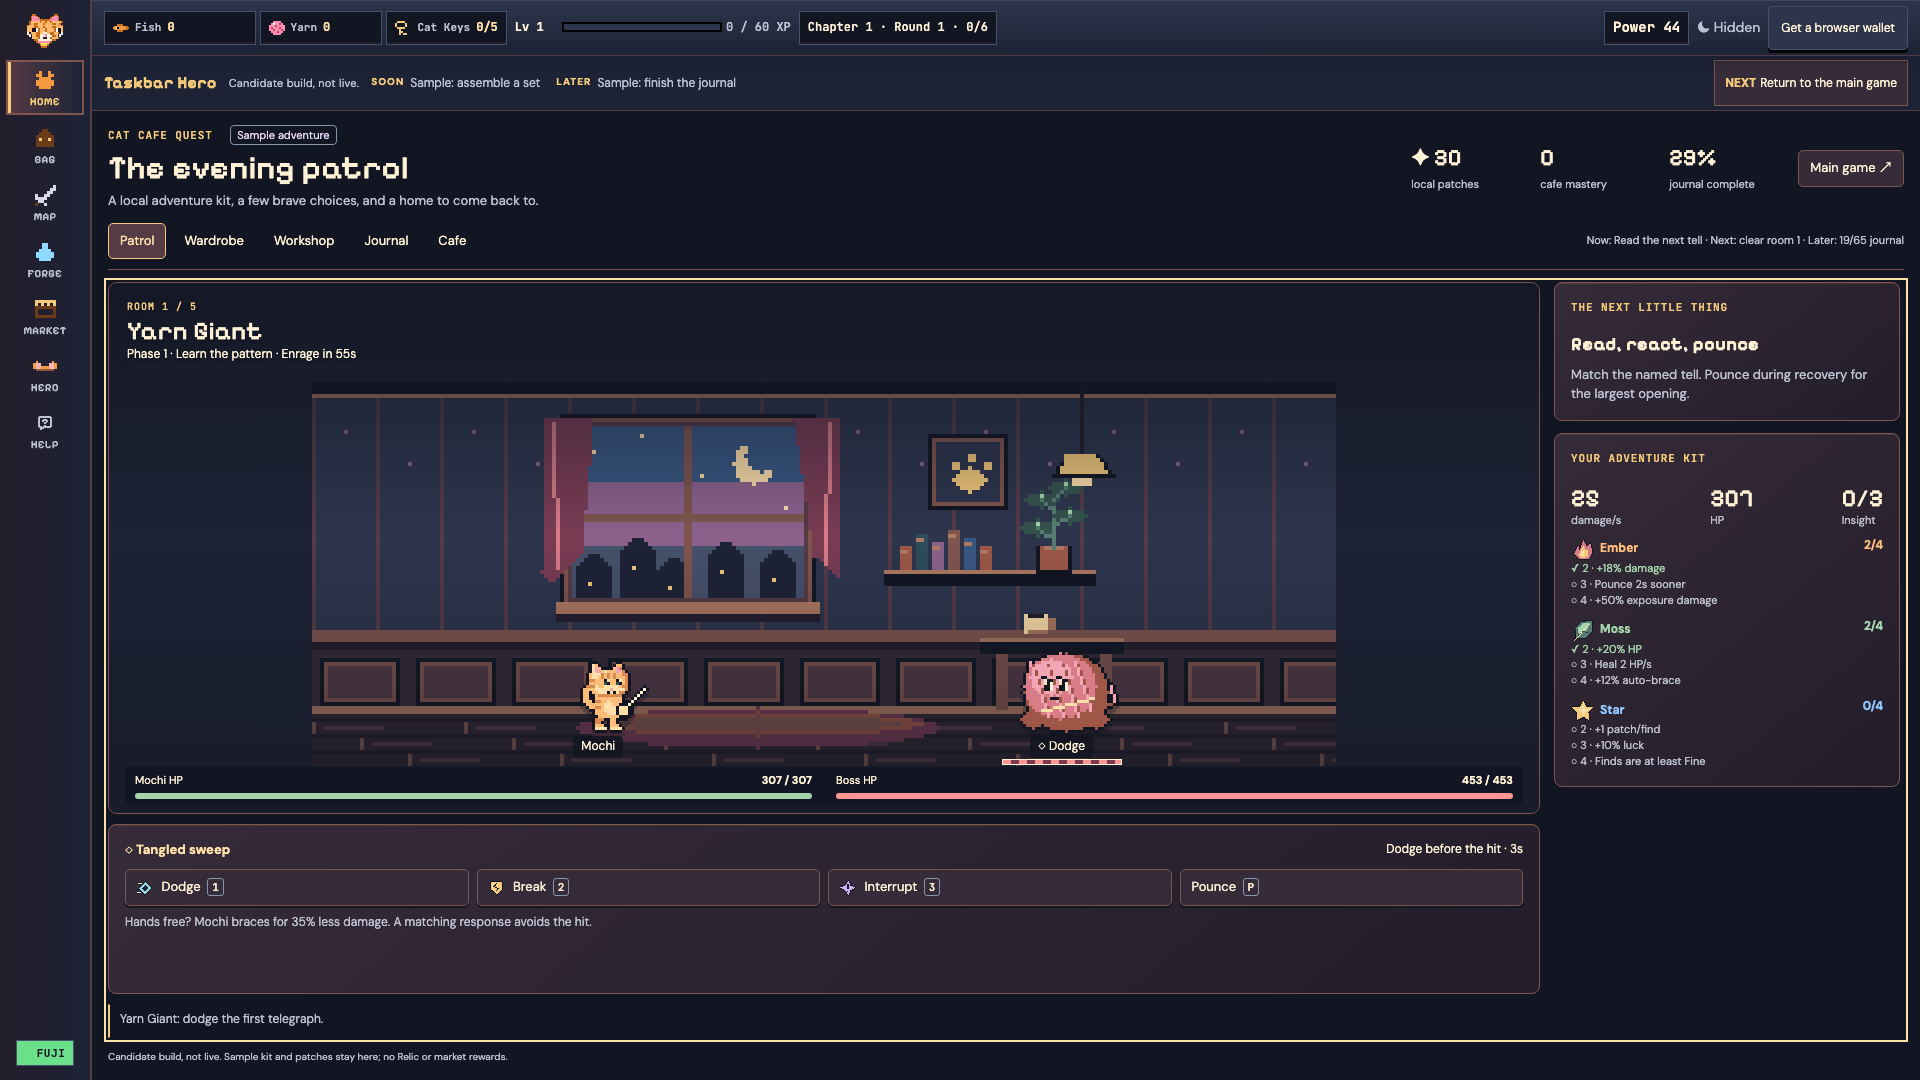 Fish 0
Yarn 0
Cat Keys 0/5
Lv 1
0 / 60 XP
Chapter 1 · Round 1 · 0/6
Power 44
Hidden
Get a browser wallet
HOME
BAG
MAP
FORGE
MARKET
HERO
HELP
FUJI
Taskbar Hero
Candidate build, not live.
SOON Sample: assemble a set
LATER Sample: finish the journal
NEXT Return to the main game
CAT CAFE QUEST
Sample adventure
The evening patrol
A local adventure kit, a few brave choices, and a home to come back to.
30
local patches
0
cafe mastery
29%
journal complete
Main game ↗
Patrol
Wardrobe
Workshop
Journal
Cafe
Now: Read the next tell · Next: clear room 1 · Later: 19/65 journal
ROOM 1 / 5
Yarn Giant
Phase 1 · Learn the pattern · Enrage in 55s
Mochi
◇ Dodge
Mochi HP
307 / 307
Boss HP
453 / 453
◇ Tangled sweep
Dodge before the hit · 3s
Dodge 1
Break 2
Interrupt 3
Pounce P
Hands free? Mochi braces for 35% less damage. A matching response avoids the hit.
Yarn Giant: dodge the first telegraph.
THE NEXT LITTLE THING
Read, react, pounce
Match the named tell. Pounce during recovery for
the largest opening.
YOUR ADVENTURE KIT
damage/s
307
HP
0/3
Insight
Ember
2/4
✓ 2 · +18% damage
○ 3 · Pounce 2s sooner
○ 4 · +50% exposure damage
Moss
2/4
✓ 2 · +20% HP
○ 3 · Heal 2 HP/s
○ 4 · +12% auto-brace
Star
0/4
○ 2 · +1 patch/find
○ 3 · +10% luck
○ 4 · Finds are at least Fine
Candidate build, not live. Sample kit and patches stay here; no Relic or market rewards.